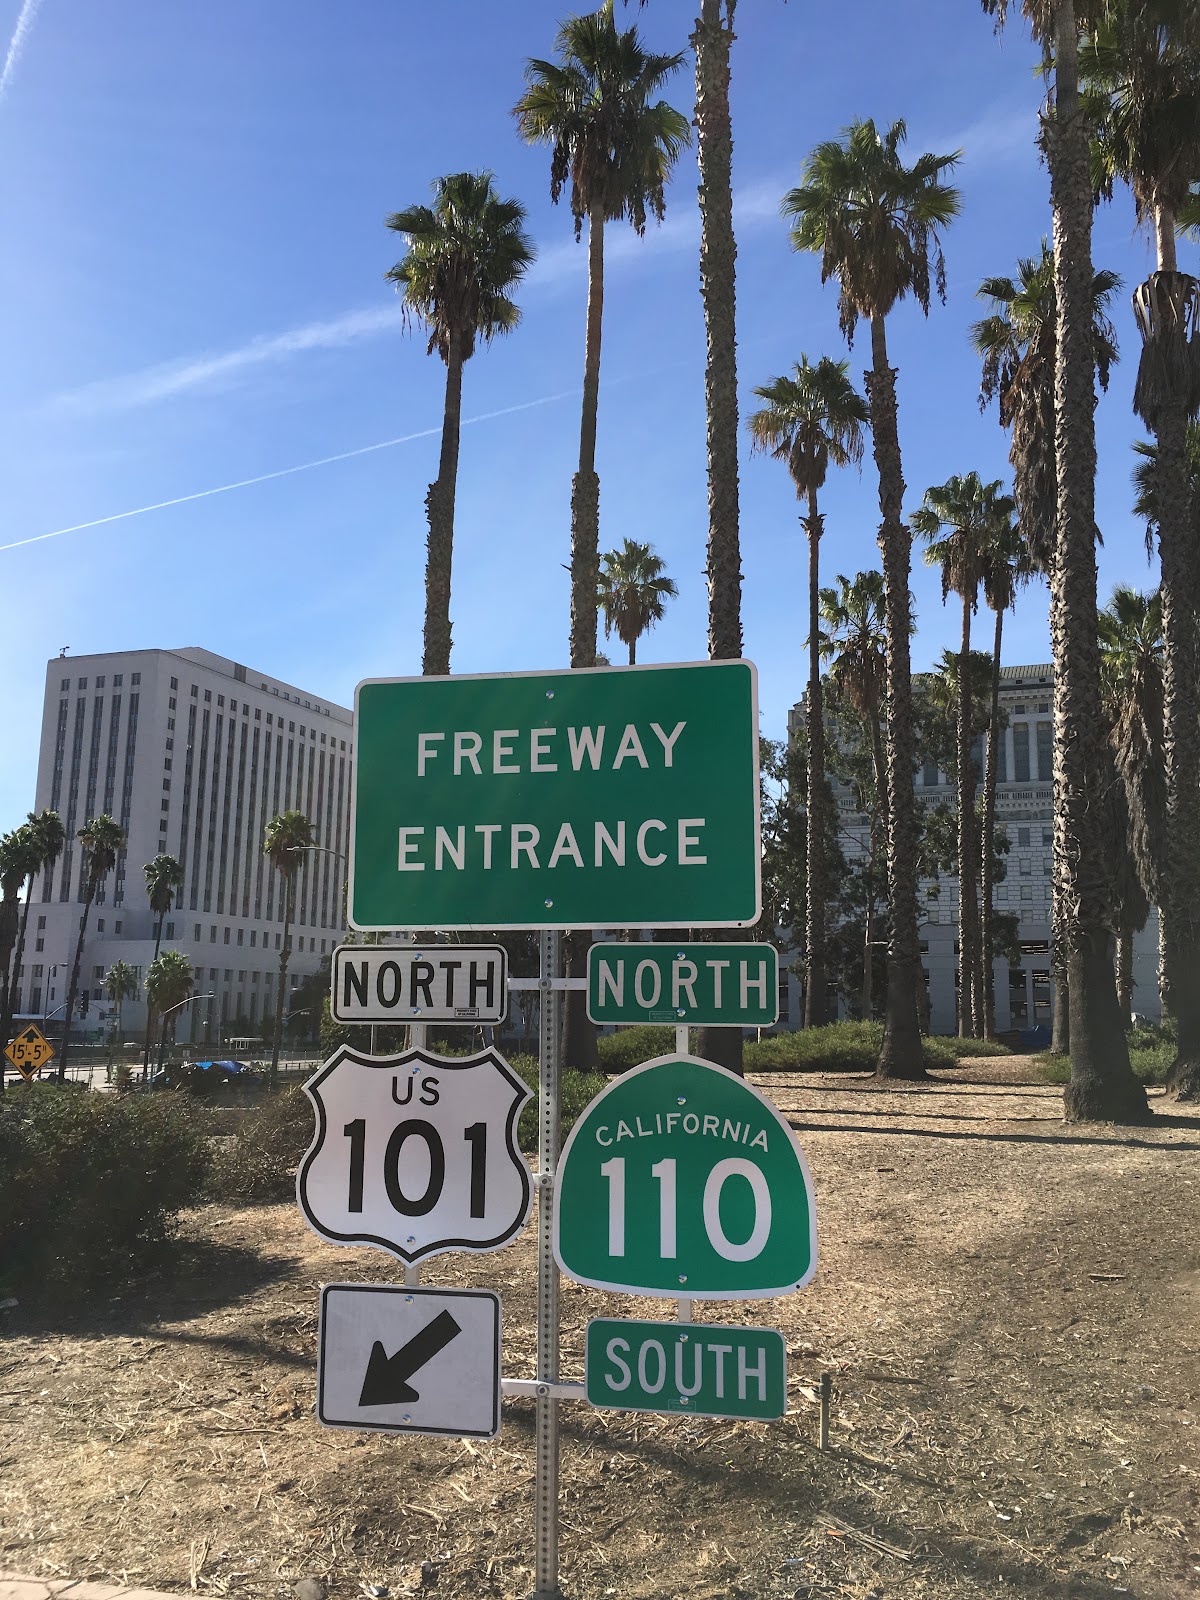 FREEWAY
ENTRANCE
NORTH
US
101
NORTH
CALIFORNIA
110
SOUTH
15'-5"